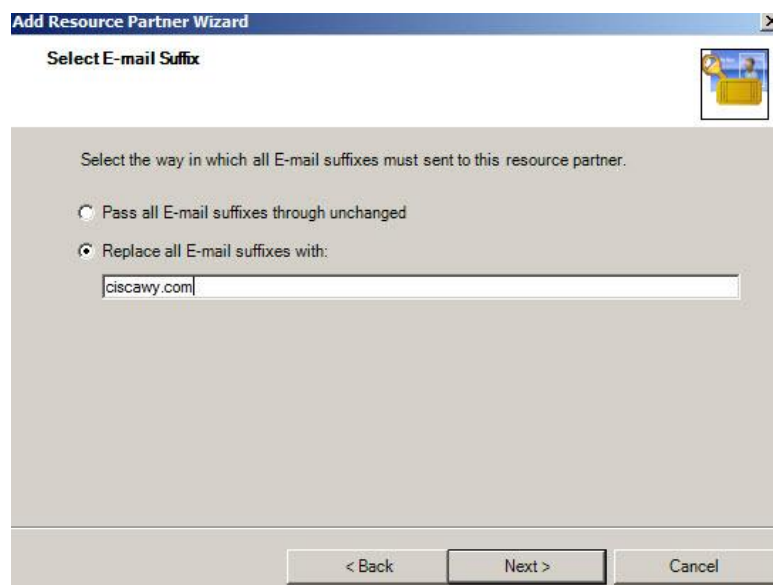 Add Resource Partner Wizard
Select E-mail Suffix
Select the way in which all E-mail suffixes must sent to this resource partner.
Pass all E-mail suffixes through unchanged
Replace all E-mail suffixes with:
ciscawy.com
< Back Next > Cancel